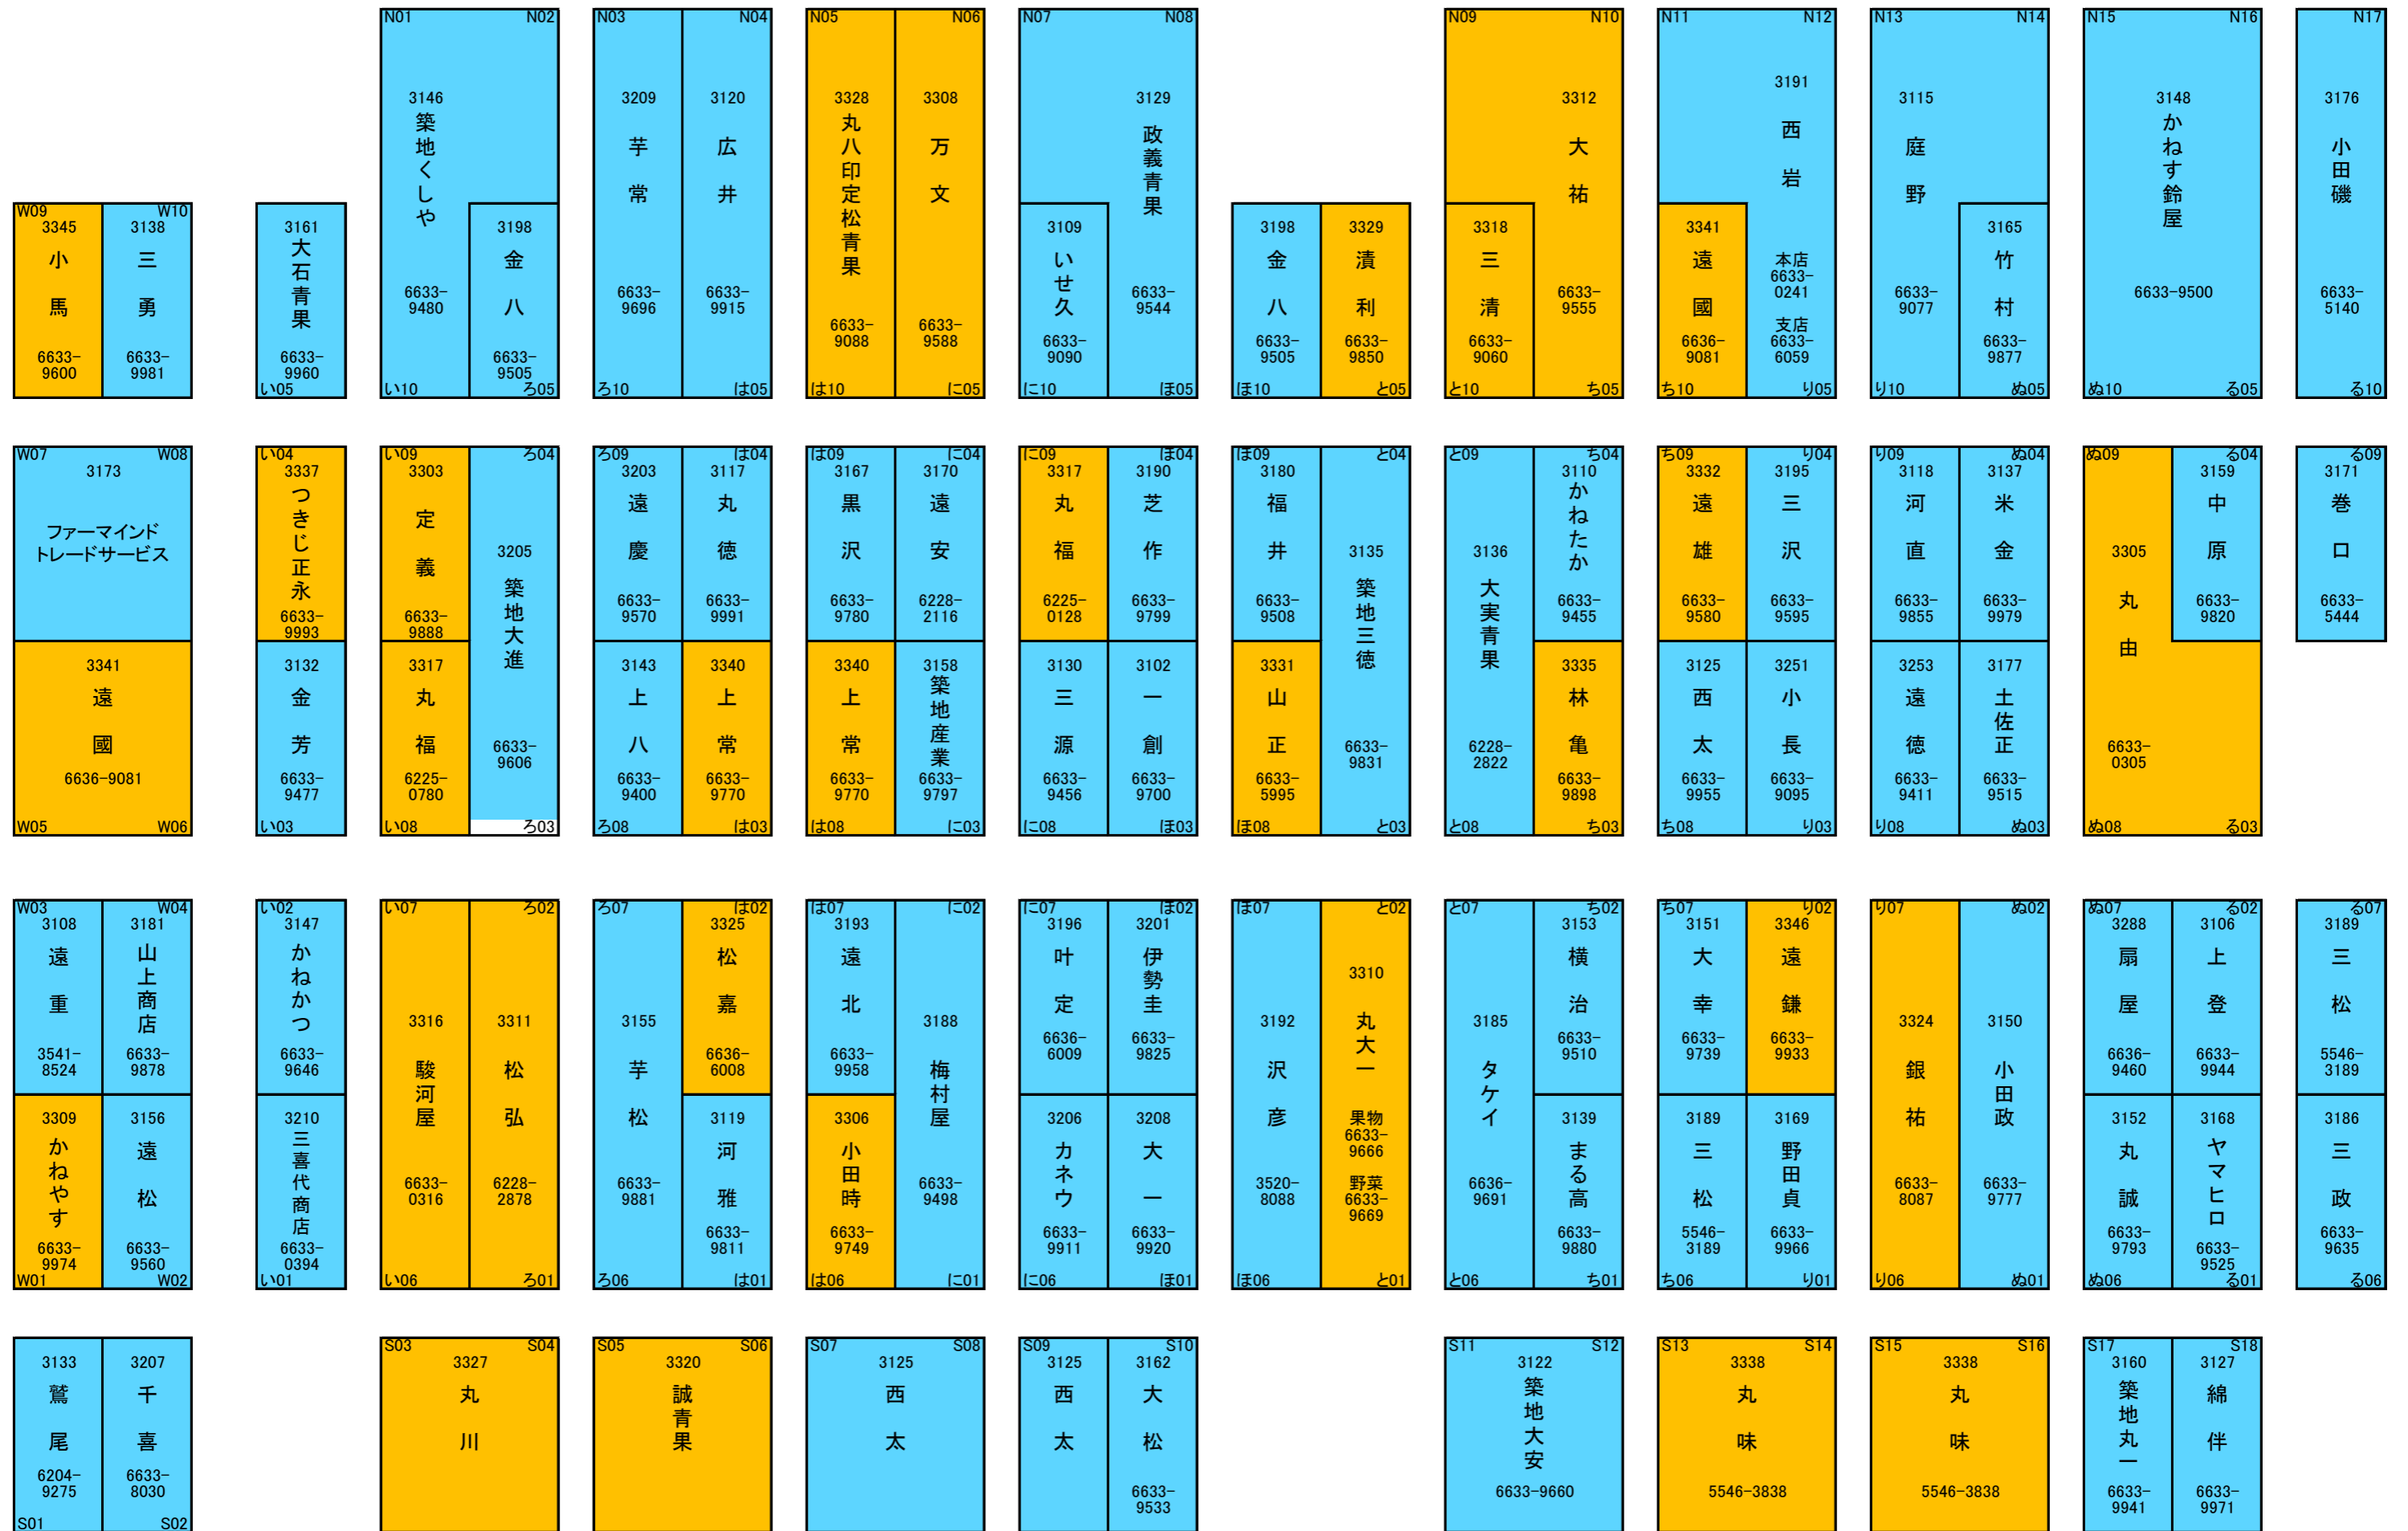 N01 N02
3146
築地くしや
6633-
9480
3198
金八
6633-
9505
い10 ろ05
N03 N04
3209
芋常
6633-
9696
3120
広井
6633-
9915
ろ10 は05
N05 N06
3328
丸八印定松青果
6633-
9088
3308
万文
6633-
9588
は10 に05
N07 N08
3129
政義青果
6633-
9544
3109
いせ久
6633-
9090
に10 ほ05
N09 N10
3312
大祐
6633-
9555
3318
三清
6633-
9060
と10 ち05
N11 N12
3191
西岩
本店
6633-
0241
支店
6633-
6059
3341
遠國
6636-
9081
ち10 り05
N13 N14
3115
庭野
6633-
9077
3165
竹村
6633-
9877
り10 ぬ05
N15 N16
3148
かねす鈴屋
6633-9500
ぬ10 る05
N17
3176
小田磯
6633-
5140
る10
W09 W10
3345
小馬
6633-
9600
3138
三勇
6633-
9981
3161
大石青果
6633-
9960
い05
3198
金八
6633-
9505
3329
漬利
6633-
9850
ほ10 と05
W07 W08
3173
ファーマインド
トレードサービス
3341
遠國
6636-9081
W05 W06
い04
3337
つきじ正永
6633-
9993
3132
金芳
6633-
9477
い03
い09 ろ04
3303
定義
6633-
9888
3205
築地大進
6633-
9606
3317
丸福
6225-
0780
い08 ろ03
ろ09 は04
3203
遠慶
6633-
9570
3117
丸徳
6633-
9991
3143
上八
6633-
9400
3340
上常
6633-
9770
ろ08 は03
は09 に04
3167
黒沢
6633-
9780
3170
遠安
6228-
2116
3340
上常
6633-
9770
3158
築地産業
6633-
9797
は08 に03
に09 ほ04
3317
丸福
6225-
0128
3190
芝作
6633-
9799
3130
三源
6633-
9456
3102
一創
6633-
9700
に08 ほ03
ほ09 と04
3180
福井
6633-
9508
3135
築地三徳
6633-
9831
3331
山正
6633-
5995
ほ08 と03
と09 ち04
3136
大実青果
6228-
2822
3110
かねたか
6633-
9455
3335
林亀
6633-
9898
と08 ち03
ち09 り04
3332
遠雄
6633-
9580
3195
三沢
6633-
9595
3125
西太
6633-
9955
3251
小長
6633-
9095
ち08 り03
り09 ぬ04
3118
河直
6633-
9855
3137
米金
6633-
9979
3253
遠徳
6633-
9411
3177
土佐正
6633-
9515
り08 ぬ03
ぬ09 る04
3305
丸由
6633-
0305
3159
中原
6633-
9820
ぬ08 る03
る09
3171
巻口
6633-
5444
W03 W04
3108
遠重
3541-
8524
3181
山上商店
6633-
9878
3309
かねやす
6633-
9974
3156
遠松
6633-
9560
W01 W02
い02
3147
かねかつ
6633-
9646
3210
三喜代商店
6633-
0394
い01
い07 ろ02
3316
駿河屋
6633-
0316
3311
松弘
6228-
2878
い06 ろ01
ろ07 は02
3155
芋松
6633-
9881
3325
松嘉
6636-
6008
3119
河雅
6633-
9811
ろ06 は01
は07 に02
3193
遠北
6633-
9958
3188
梅村屋
6633-
9498
3306
小田時
6633-
9749
は06 に01
に07 ほ02
3196
叶定
6636-
6009
3201
伊勢圭
6633-
9825
3206
カネウ
6633-
9911
3208
大一
6633-
9920
に06 ほ01
ほ07 と02
3192
沢彦
3520-
8088
3310
丸大一
果物
6633-
9666
野菜
6633-
9669
ほ06 と01
と07 ち02
3185
タケイ
6636-
9691
3153
横治
6633-
9510
3139
まる高
6633-
9880
と06 ち01
ち07 り02
3151
大幸
6633-
9739
3346
遠鎌
6633-
9933
3189
三松
5546-
3189
3169
野田貞
6633-
9966
ち06 り01
り07 ぬ02
3324
銀祐
6633-
8087
3150
小田政
6633-
9777
り06 ぬ01
ぬ07 る02
3288
扇屋
6636-
9460
3106
上登
6633-
9944
3152
丸誠
6633-
9793
3168
ヤマヒロ
6633-
9525
ぬ06 る01
る07
3189
三松
5546-
3189
3186
三政
6633-
9635
る06
3133
鷲尾
6204-
9275
3207
千喜
6633-
8030
S01 S02
S03 S04
3327
丸川
S05 S06
3320
誠青果
S07 S08
3125
西太
S09 S10
3125
西太
3162
大松
6633-
9533
S11 S12
3122
築地大安
6633-9660
S13 S14
3338
丸味
5546-3838
S15 S16
3338
丸味
5546-3838
S17 S18
3160
築地丸一
6633-
9941
3127
綿伴
6633-
9971